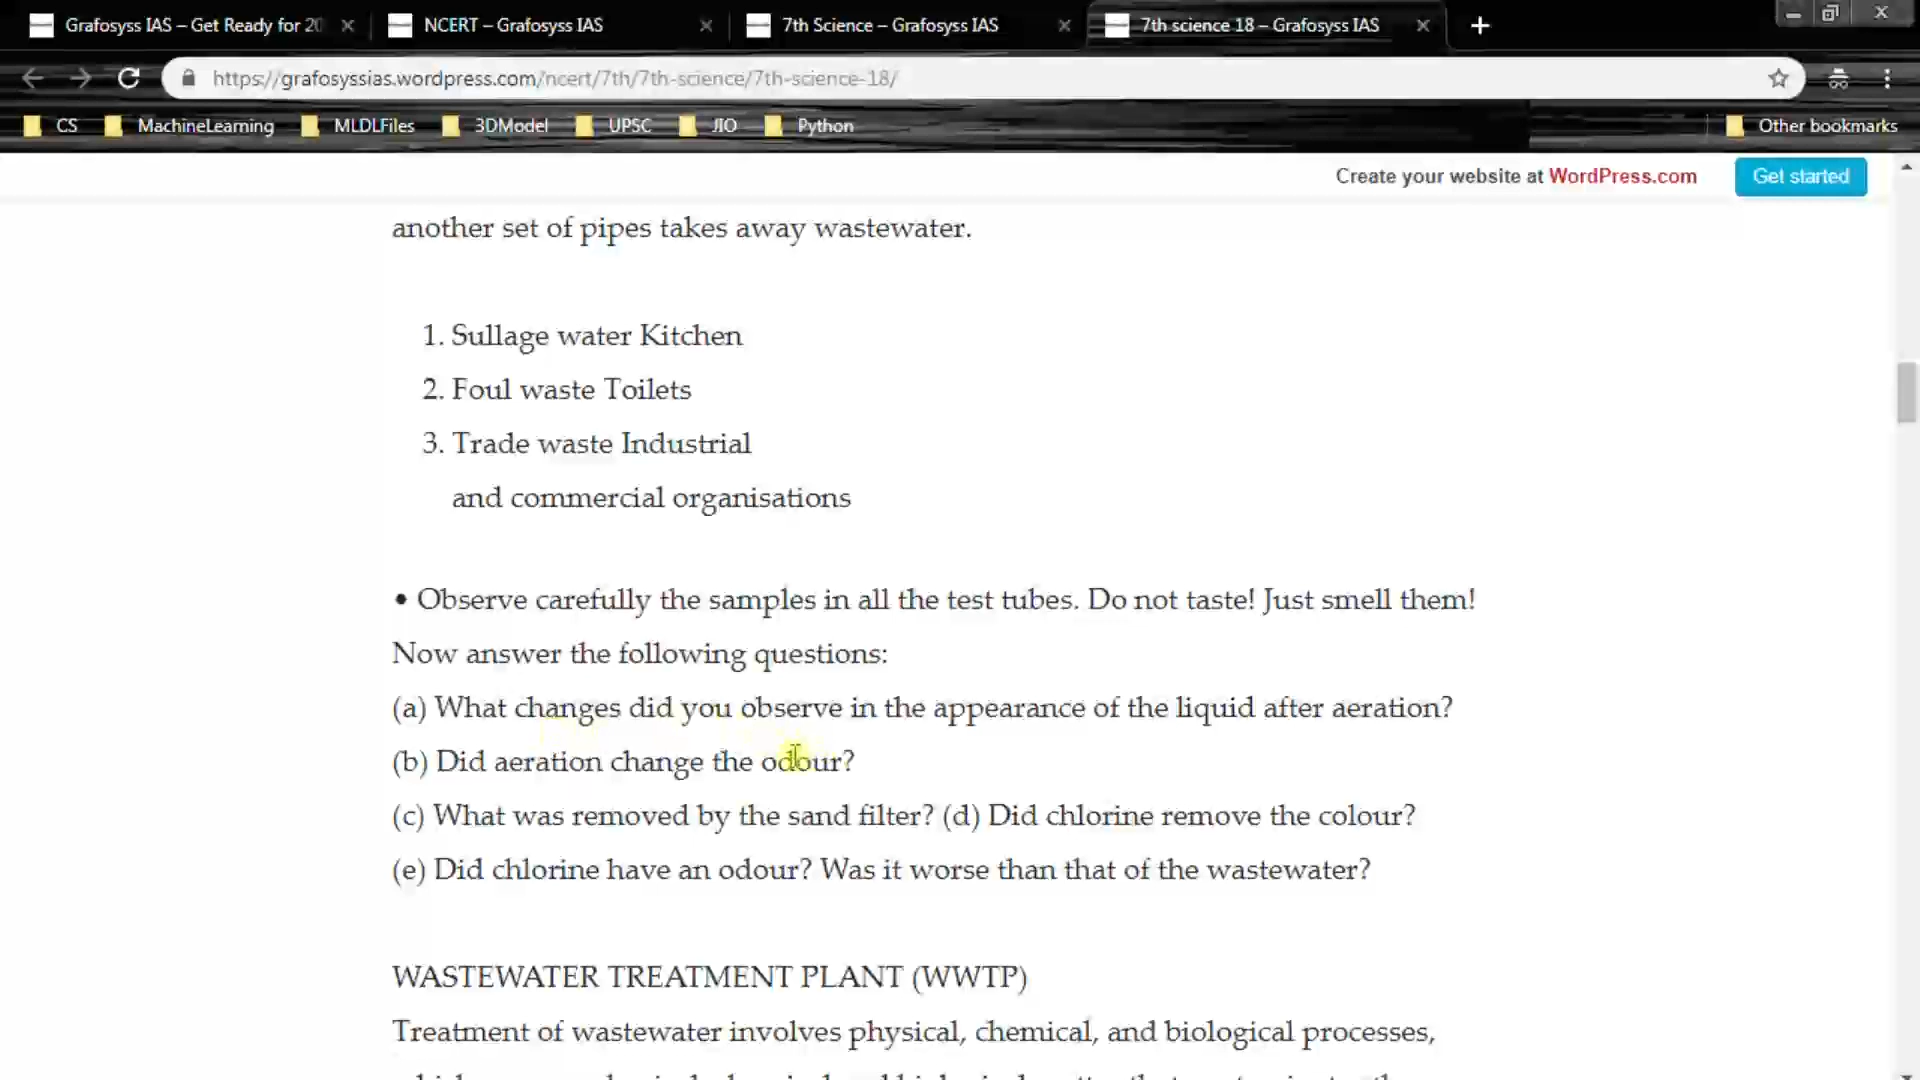 Grafosyss IAS – Get Ready for 20
NCERT – Grafosyss IAS
7th Science – Grafosyss IAS
7th science 18 – Grafosyss IAS
https://grafosyssias.wordpress.com/ncert/7th/7th-science/7th-science-18/
CS MachineLearning MLDLFiles 3DModel UPSC JIO Python Other bookmarks
Create your website at WordPress.com Get started
another set of pipes takes away wastewater.
1. Sullage water Kitchen
2. Foul waste Toilets
3. Trade waste Industrial
and commercial organisations
• Observe carefully the samples in all the test tubes. Do not taste! Just smell them!
Now answer the following questions:
(a) What changes did you observe in the appearance of the liquid after aeration?
(b) Did aeration change the odour?
(c) What was removed by the sand filter? (d) Did chlorine remove the colour?
(e) Did chlorine have an odour? Was it worse than that of the wastewater?
WASTEWATER TREATMENT PLANT (WWTP)
Treatment of wastewater involves physical, chemical, and biological processes,